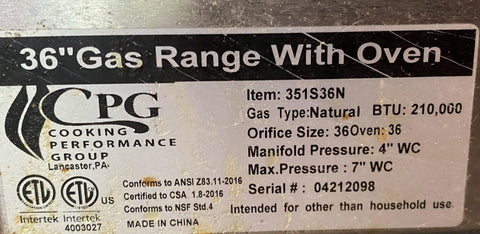 36"Gas Range With Oven
CPG
COOKING
PERFORMANCE
GROUP
Lancaster,PA
Item: 351S36N
Gas Type:Natural BTU: 210,000
Orifice Size: 36Oven: 36
Manifold Pressure: 4" WC
Max.Pressure : 7" WC
Serial # : 04212098
ETL ETL
US
Intertek Intertek
4003027
Conforms to ANSI Z83.11-2016
Certified to CSA 1.8-2016
Conforms to NSF Std.4
MADE IN CHINA
Intended for other than household use.